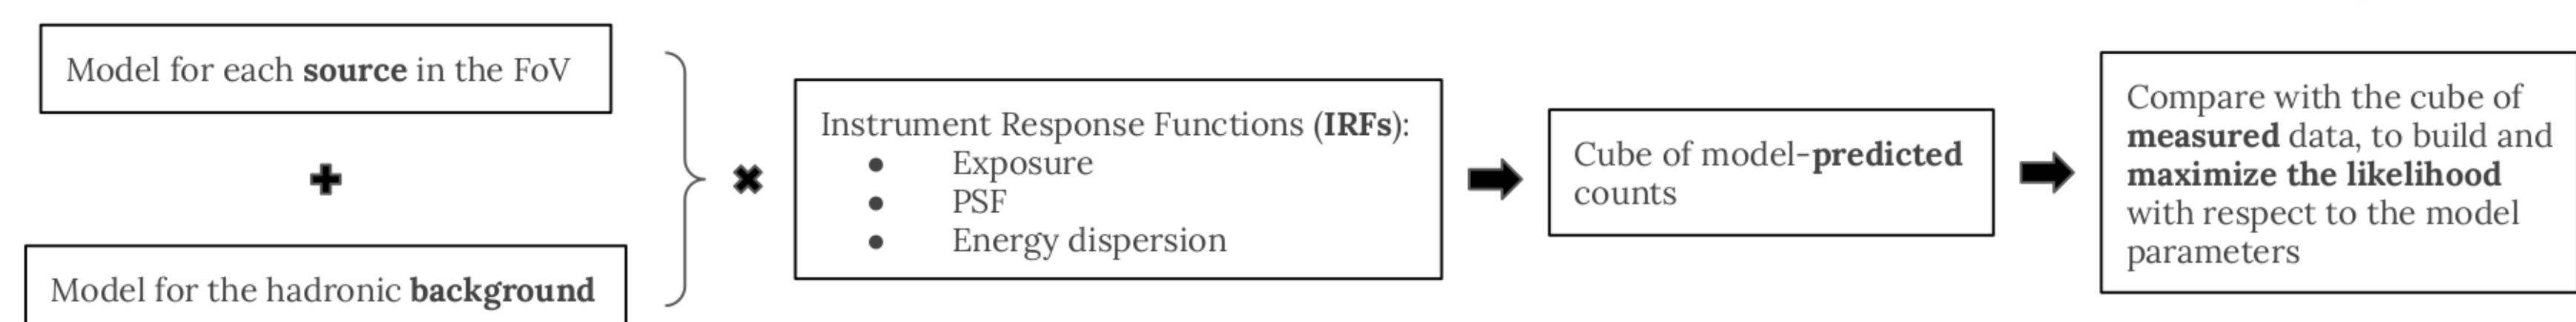 Model for each source in the FoV
Model for the hadronic background
Instrument Response Functions (IRFs):
● Exposure
● PSF
● Energy dispersion
Cube of model-predicted
counts
Compare with the cube of
measured data, to build and
maximize the likelihood
with respect to the model
parameters